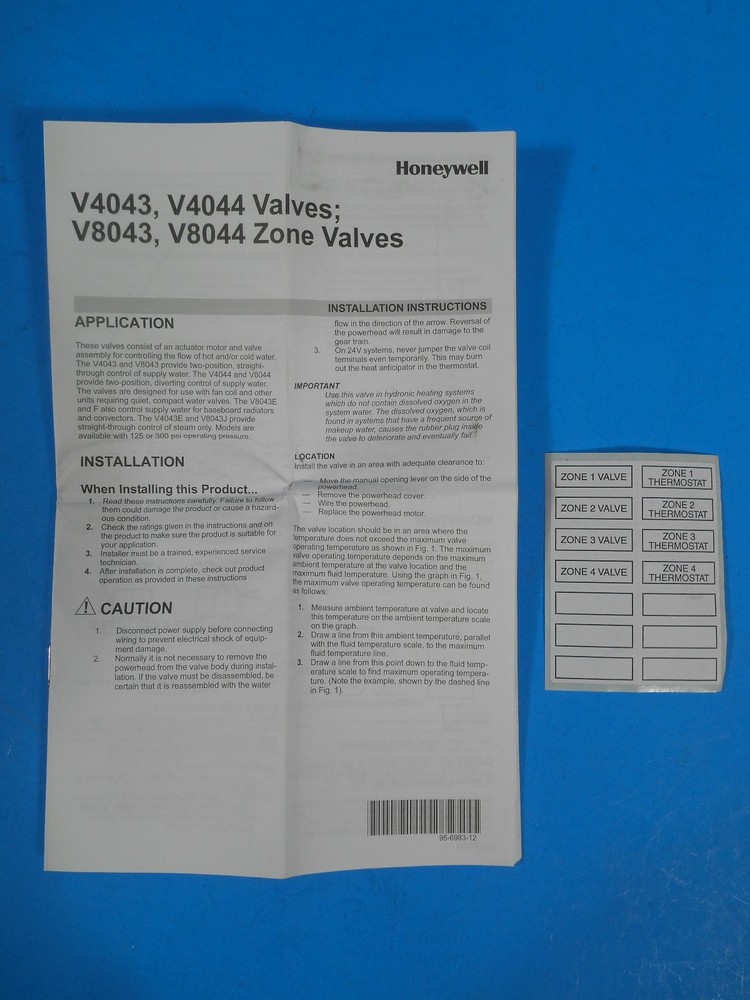 Honeywell
V4043, V4044 Valves;
V8043, V8044 Zone Valves
INSTALLATION INSTRUCTIONS
APPLICATION
These valves consist of an actuator motor and valve
assembly for controlling the flow of hot and/or cold water.
The V4043 and V8043 provide two-position, straight-
through control of supply water. The V4044 and V8044
provide two-position, diverting control of supply water.
The valves are designed for use with fan coil and other
units requiring quiet, compact water valves. The V8043E
and F also control supply water for baseboard radiators
and convectors. The V4043E and V8043J provide
straight-through control of steam only. Models are
available with 125 or 300 psi operating pressure.
INSTALLATION
When Installing this Product...
1. Read these instructions carefully. Failure to follow
them could damage the product or cause a hazard-
ous condition.
2. Check the ratings given in the instructions and on
the product to make sure the product is suitable for
your application.
3. Installer must be a trained, experienced service
technician.
4. After installation is complete, check out product
operation as provided in these instructions
CAUTION
1. Disconnect power supply before connecting
wiring to prevent electrical shock of equip-
ment damage.
2. Normally it is not necessary to remove the
powerhead from the valve body during instal-
lation. If the valve must be disassembled, be
certain that it is reassembled with the water
flow in the direction of the arrow. Reversal of
the powerhead will result in damage to the
gear train.
3. On 24V systems, never jumper the valve coil
terminals even temporarily. This may burn
out the heat anticipator in the thermostat.
IMPORTANT
Use this valve in hydronic heating systems
which do not contain dissolved oxygen in the
system water. The dissolved oxygen, which is
found in systems that have a frequent source of
makeup water, causes the rubber plug inside
the valve to deteriorate and eventually fail.
LOCATION
Install the valve in an area with adequate clearance to:
— Move the manual opening lever on the side of the
powerhead.
— Remove the powerhead cover.
— Wire the powerhead.
— Replace the powerhead motor.
The valve location should be in an area where the
temperature does not exceed the maximum valve
operating temperature as shown in Fig. 1. The maximum
valve operating temperature depends on the maximum
ambient temperature at the valve location and the
maximum fluid temperature. Using the graph in Fig. 1,
the maximum valve operating temperature can be found
as follows:
1. Measure ambient temperature at valve and locate
this temperature on the ambient temperature scale
on the graph.
2. Draw a line from this ambient temperature, parallel
with the fluid temperature scale, to the maximum
fluid temperature line.
3. Draw a line from this point down to the fluid temp-
erature scale to find maximum operating tempera-
ture. (Note the example, shown by the dashed line
in Fig. 1).
95-6983-12
ZONE 1 VALVE
ZONE 1
THERMOSTAT
ZONE 2 VALVE
ZONE 2
THERMOSTAT
ZONE 3 VALVE
ZONE 3
THERMOSTAT
ZONE 4 VALVE
ZONE 4
THERMOSTAT